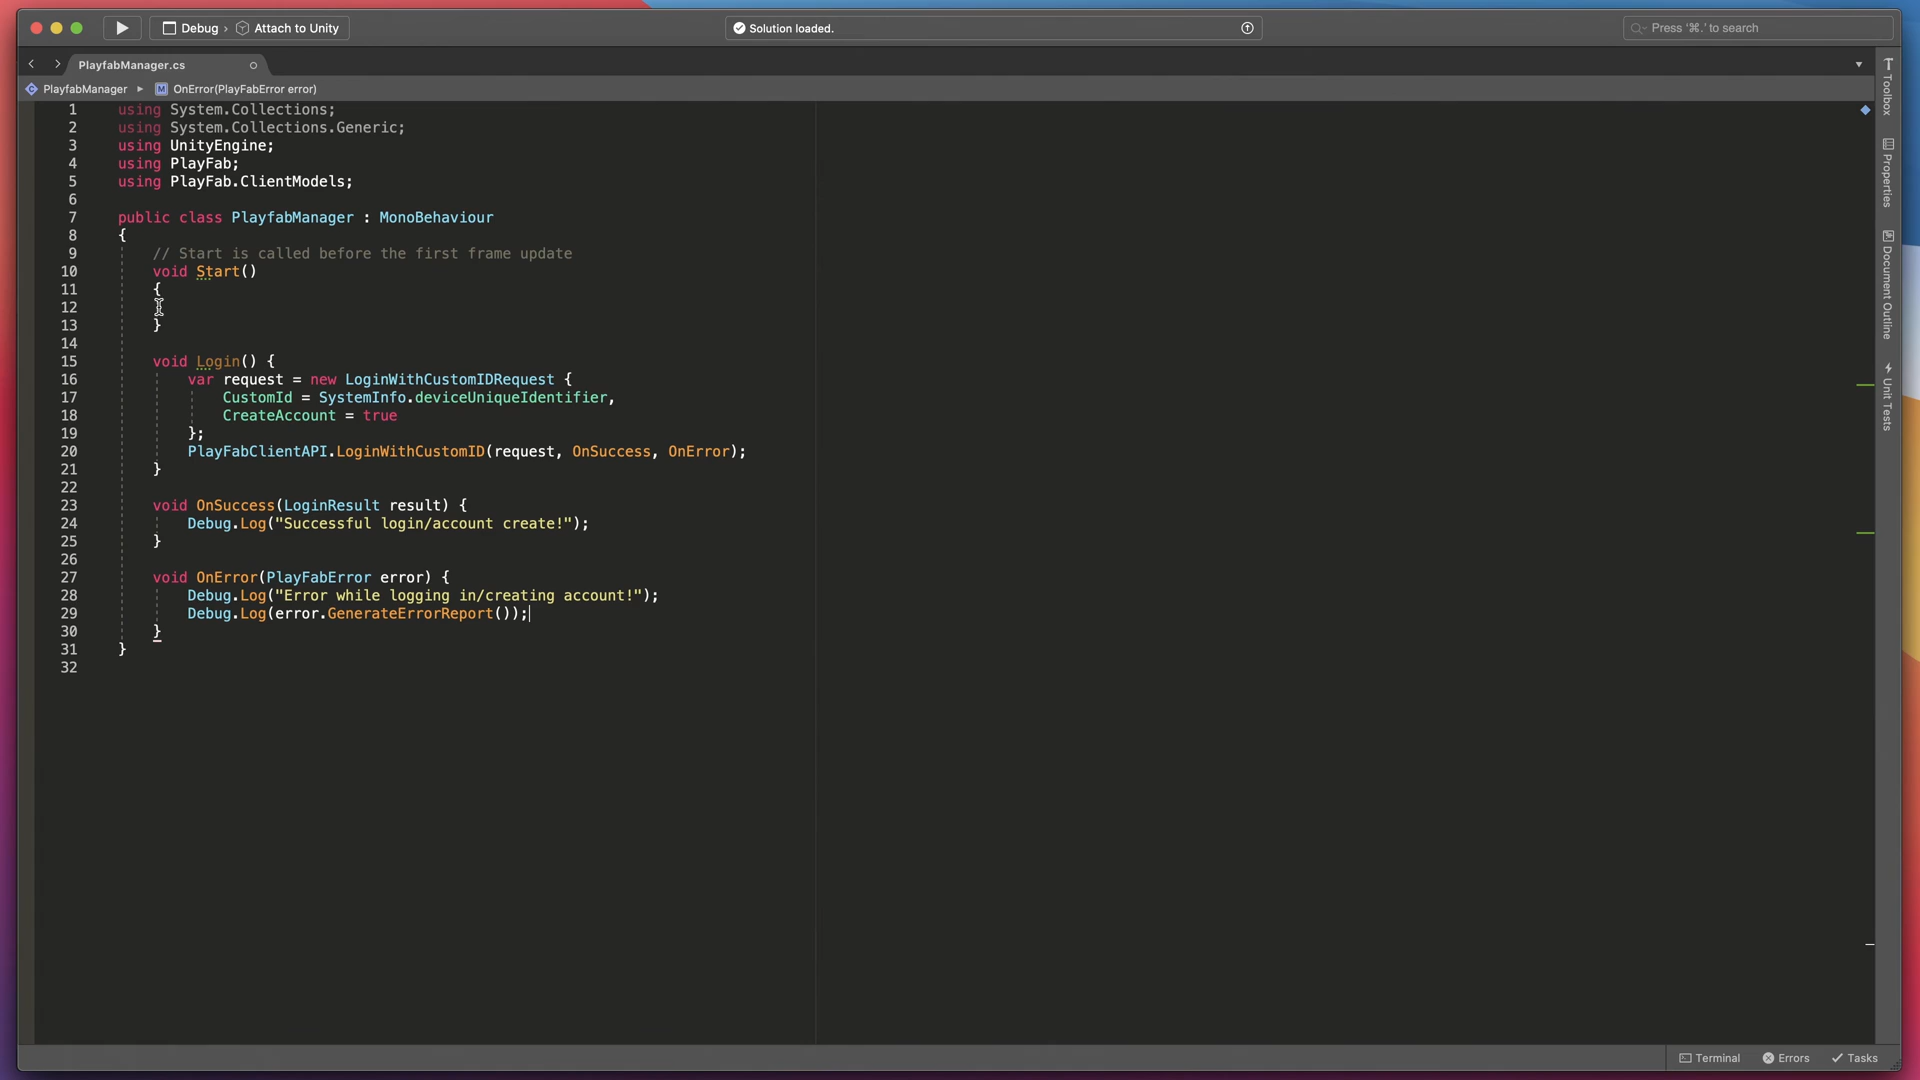 Debug › Attach to Unity
Solution loaded.
Press ‘⌘.’ to search
PlayfabManager.cs
PlayfabManager ▸ M OnError(PlayFabError error)
1 using System.Collections;
2 using System.Collections.Generic;
3 using UnityEngine;
4 using PlayFab;
5 using PlayFab.ClientModels;
6
7 public class PlayfabManager : MonoBehaviour
8 {
9 // Start is called before the first frame update
10 void Start()
11 {
12
13 }
14
15 void Login() {
16 var request = new LoginWithCustomIDRequest {
17 CustomId = SystemInfo.deviceUniqueIdentifier,
18 CreateAccount = true
19 };
20 PlayFabClientAPI.LoginWithCustomID(request, OnSuccess, OnError);
21 }
22
23 void OnSuccess(LoginResult result) {
24 Debug.Log("Successful login/account create!");
25 }
26
27 void OnError(PlayFabError error) {
28 Debug.Log("Error while logging in/creating account!");
29 Debug.Log(error.GenerateErrorReport());
30 }
31 }
32
Toolbox
Properties
Document Outline
Unit Tests
Terminal
Errors
Tasks